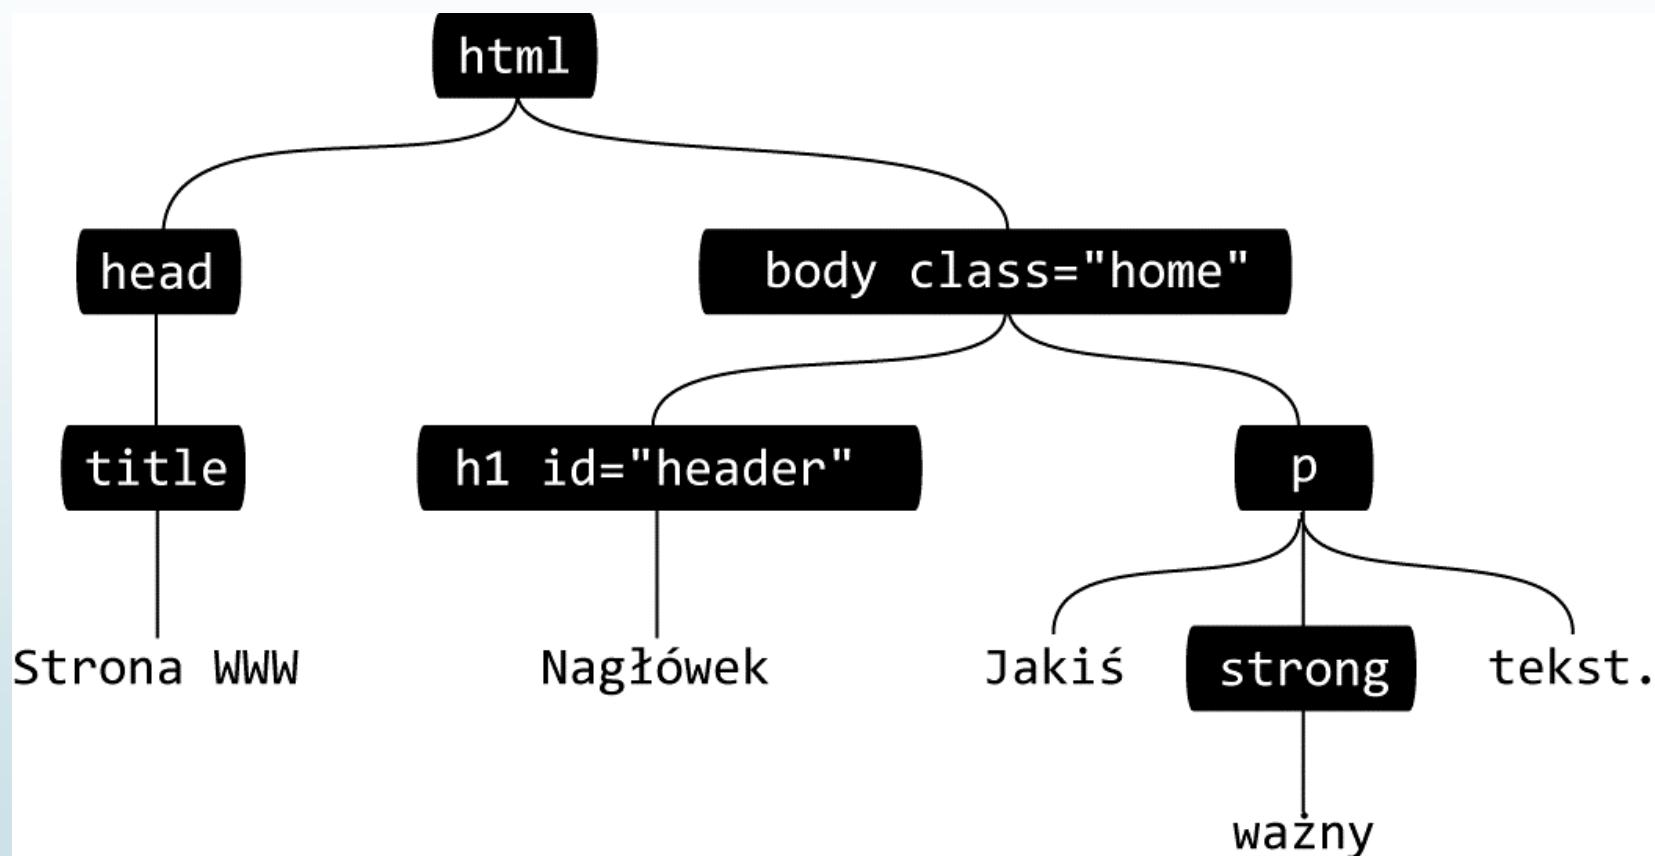 html
head
body class="home"
title
h1 id="header"
p
Strona WWW
Nagłówek
Jakiś
strong
tekst.
ważny